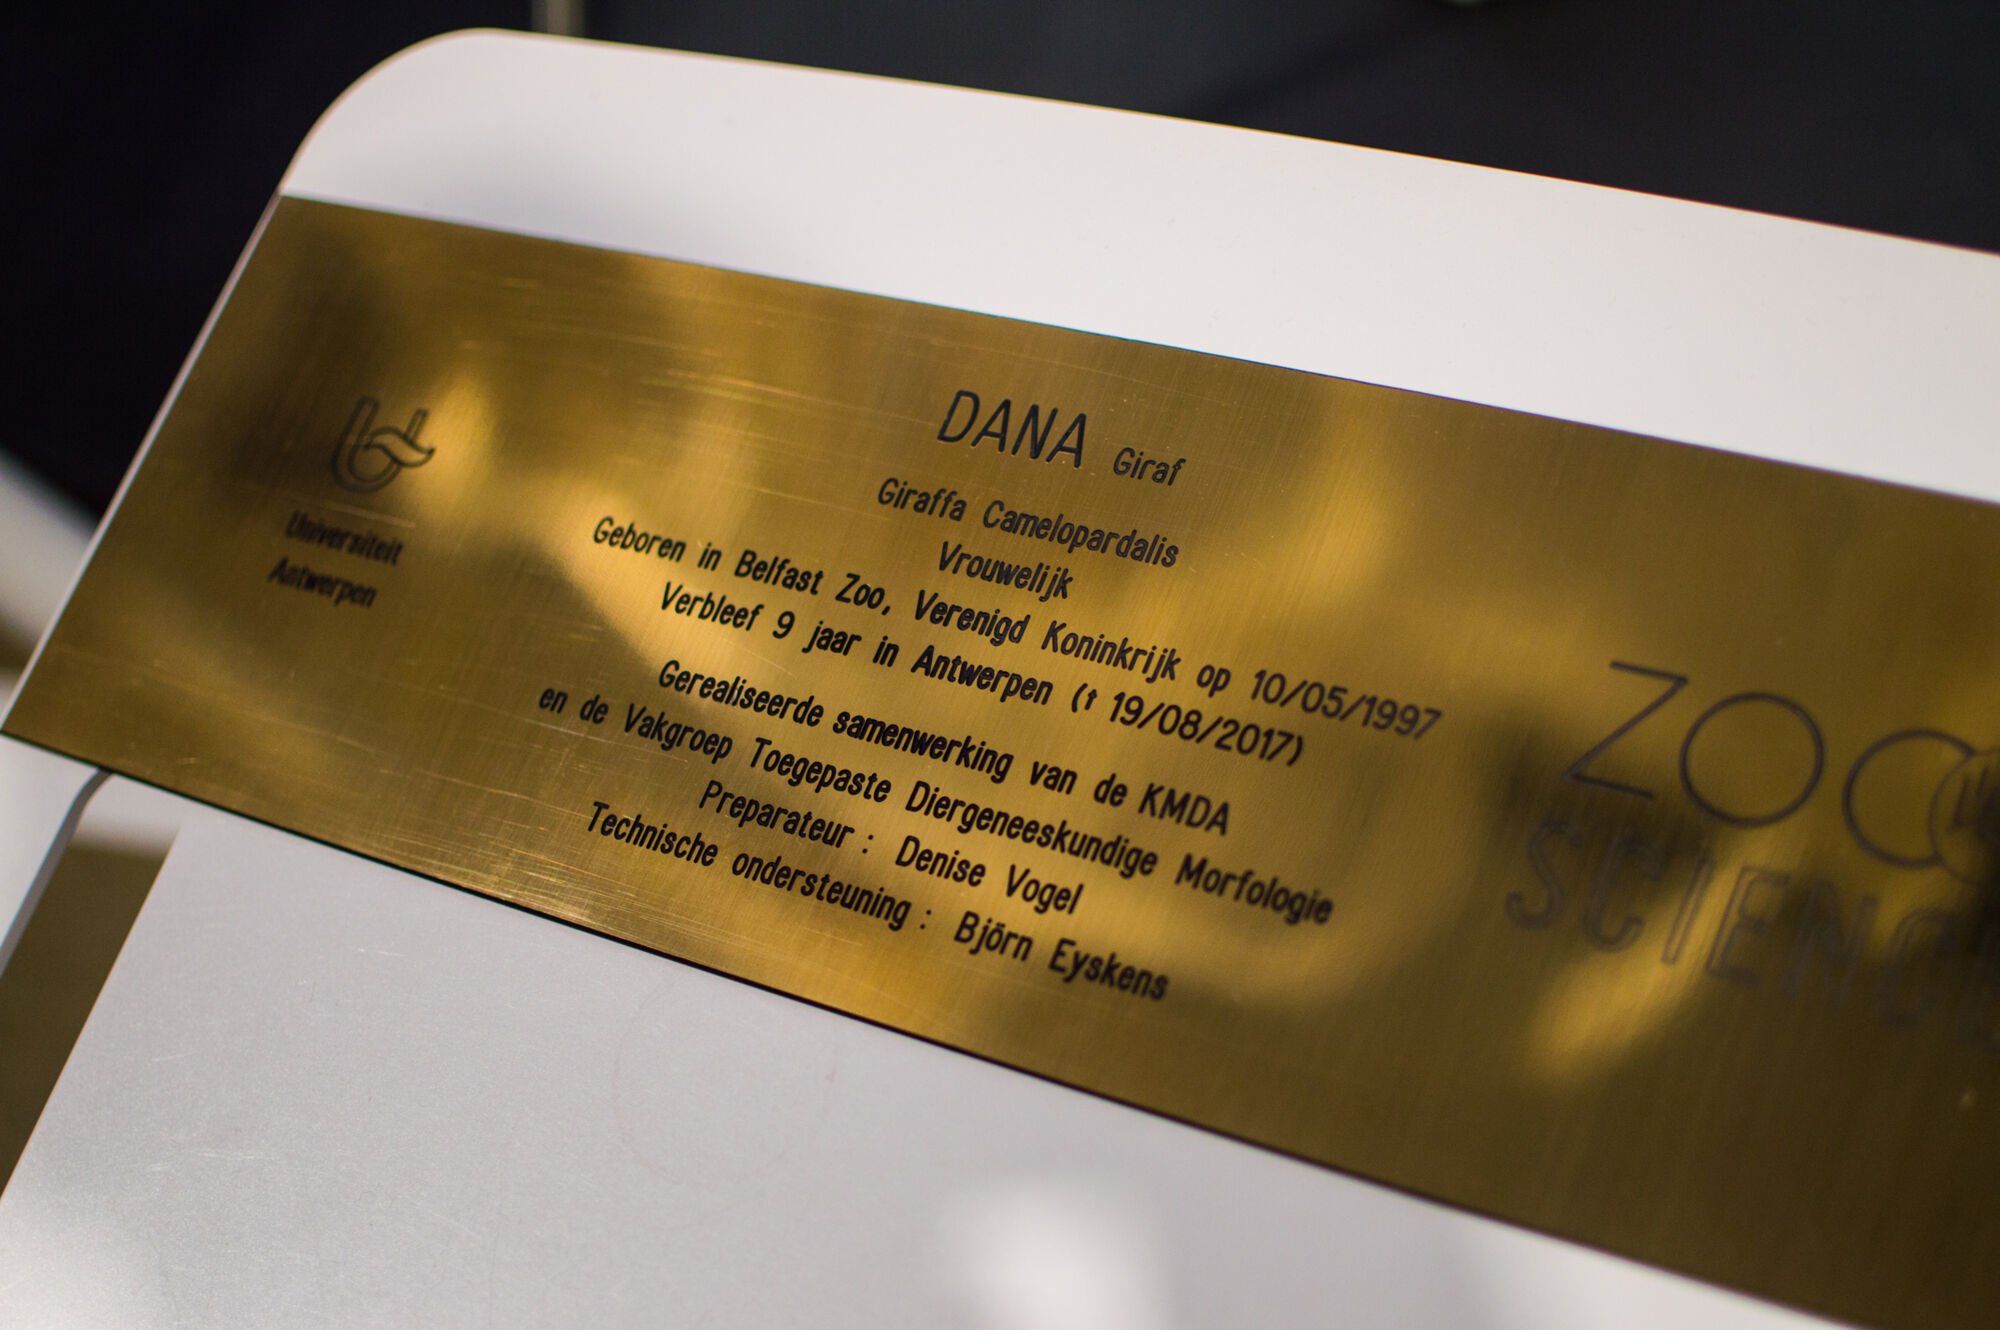 Universiteit
Antwerpen
DANA Giraf
Giraffa Camelopardalis
Vrouwelijk
Geboren in Belfast Zoo, Verenigd Koninkrijk op 10/05/1997
Verbleef 9 jaar in Antwerpen († 19/08/2017)
Gerealiseerde samenwerking van de KMDA
en de Vakgroep Toegepaste Diergeneeskundige Morfologie
Preparateur : Denise Vogel
Technische ondersteuning : Björn Eyskens
ZOO
SCIENC